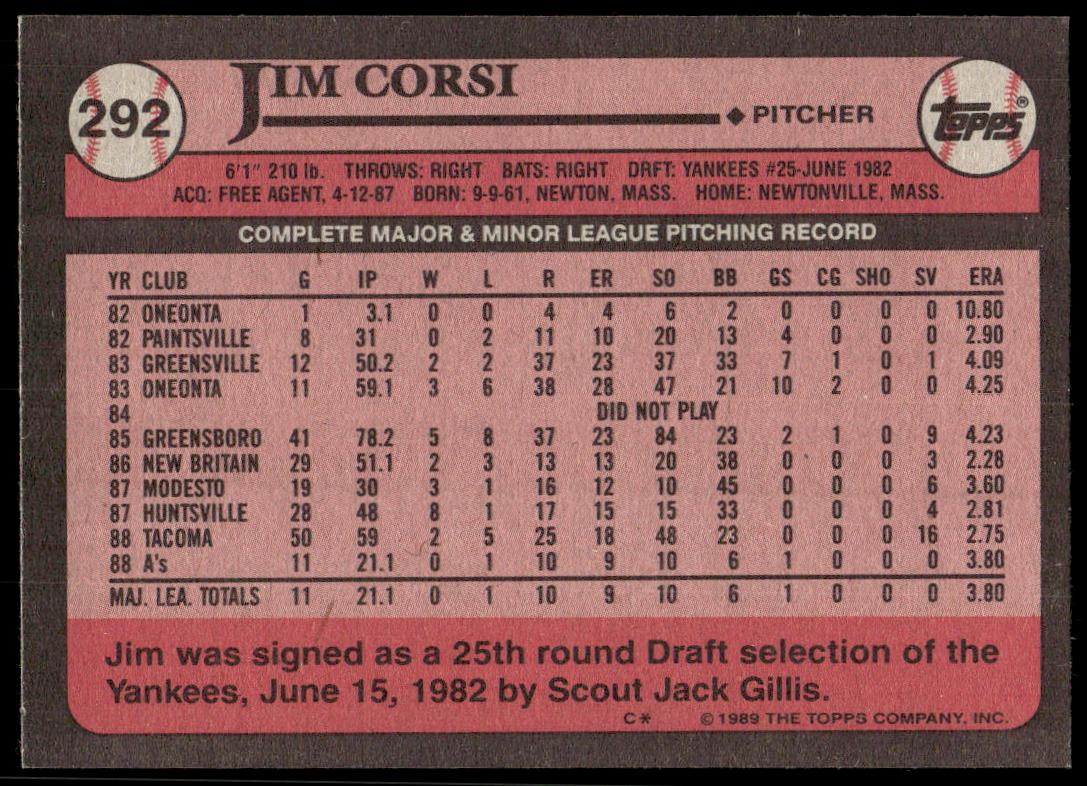 292
JIM CORSI
◆ PITCHER
Topps®
6'1" 210 lb. THROWS: RIGHT BATS: RIGHT DRFT: YANKEES #25-JUNE 1982
ACQ: FREE AGENT, 4-12-87 BORN: 9-9-61, NEWTON, MASS. HOME: NEWTONVILLE, MASS.
COMPLETE MAJOR & MINOR LEAGUE PITCHING RECORD
YR CLUB G IP W L R ER SO BB GS CG SHO SV ERA
82 ONEONTA 1 3.1 0 0 4 4 6 2 0 0 0 0 10.80
82 PAINTSVILLE 8 31 0 2 11 10 20 13 4 0 0 0 2.90
83 GREENSVILLE 12 50.2 2 2 37 23 37 33 7 1 0 1 4.09
83 ONEONTA 11 59.1 3 6 38 28 47 21 10 2 0 0 4.25
84 DID NOT PLAY
85 GREENSBORO 41 78.2 5 8 37 23 84 23 2 1 0 9 4.23
86 NEW BRITAIN 29 51.1 2 3 13 13 20 38 0 0 0 3 2.28
87 MODESTO 19 30 3 1 16 12 10 45 0 0 0 6 3.60
87 HUNTSVILLE 28 48 8 1 17 15 15 33 0 0 0 4 2.81
88 TACOMA 50 59 2 5 25 18 48 23 0 0 0 16 2.75
88 A's 11 21.1 0 1 10 9 10 6 1 0 0 0 3.80
MAJ. LEA. TOTALS 11 21.1 0 1 10 9 10 6 1 0 0 0 3.80
Jim was signed as a 25th round Draft selection of the
Yankees, June 15, 1982 by Scout Jack Gillis.
C* © 1989 THE TOPPS COMPANY, INC.